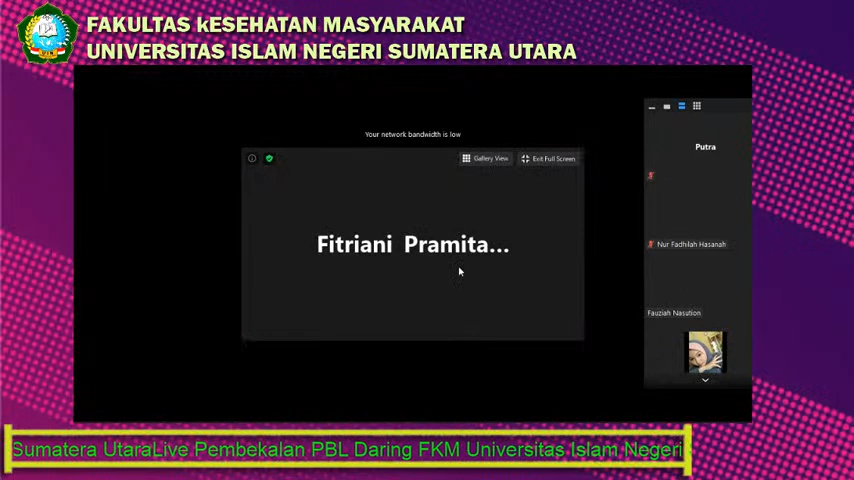 FAKULTAS kESEHATAN MASYARAKAT
UNIVERSITAS ISLAM NEGERI SUMATERA UTARA
Your network bandwidth is low
Gallery View
Exit Full Screen
Fitriani Pramita...
Putra
Nur Fadhilah Hasanah
Fauziah Nasution
Sumatera UtaraLive Pembekalan PBL Daring FKM Universitas Islam Negeri